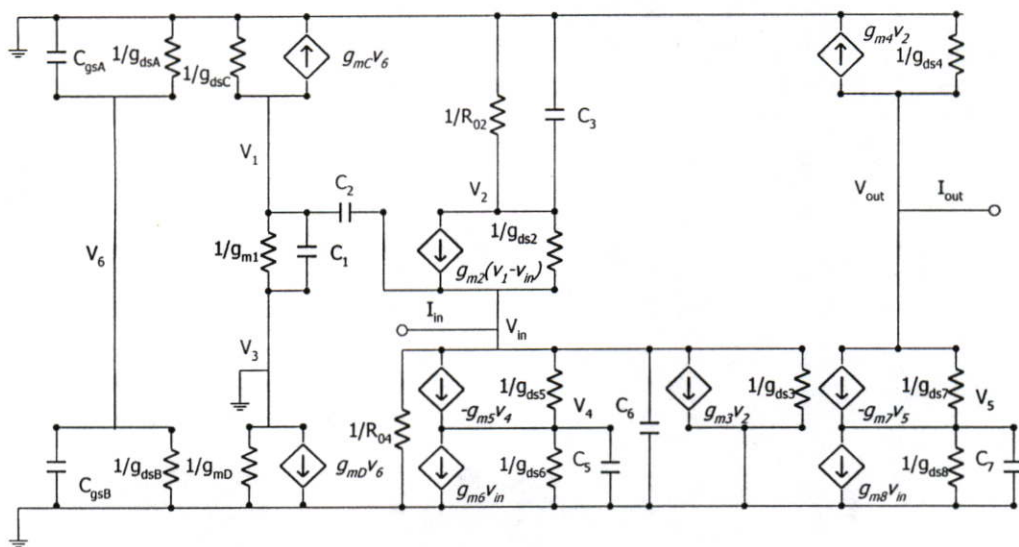 C_gsA
1/g_dsA
1/g_dsC
g_mC v_6
g_m4 v_2
1/g_ds4
1/R_02
C_3
V_1
C_2
V_2
V_out
I_out
V_6
1/g_m1
C_1
1/g_ds2
g_m2(v_1-v_in)
I_in
V_in
V_3
1/g_ds5
V_4
C_6
1/g_ds3
1/g_ds7
V_5
-g_m5 v_4
g_m3 v_2
-g_m7 v_5
1/R_04
C_gsB
1/g_dsB
1/g_mD
g_mD v_6
1/g_ds6
C_5
g_m6 v_in
1/g_ds8
C_7
g_m8 v_in